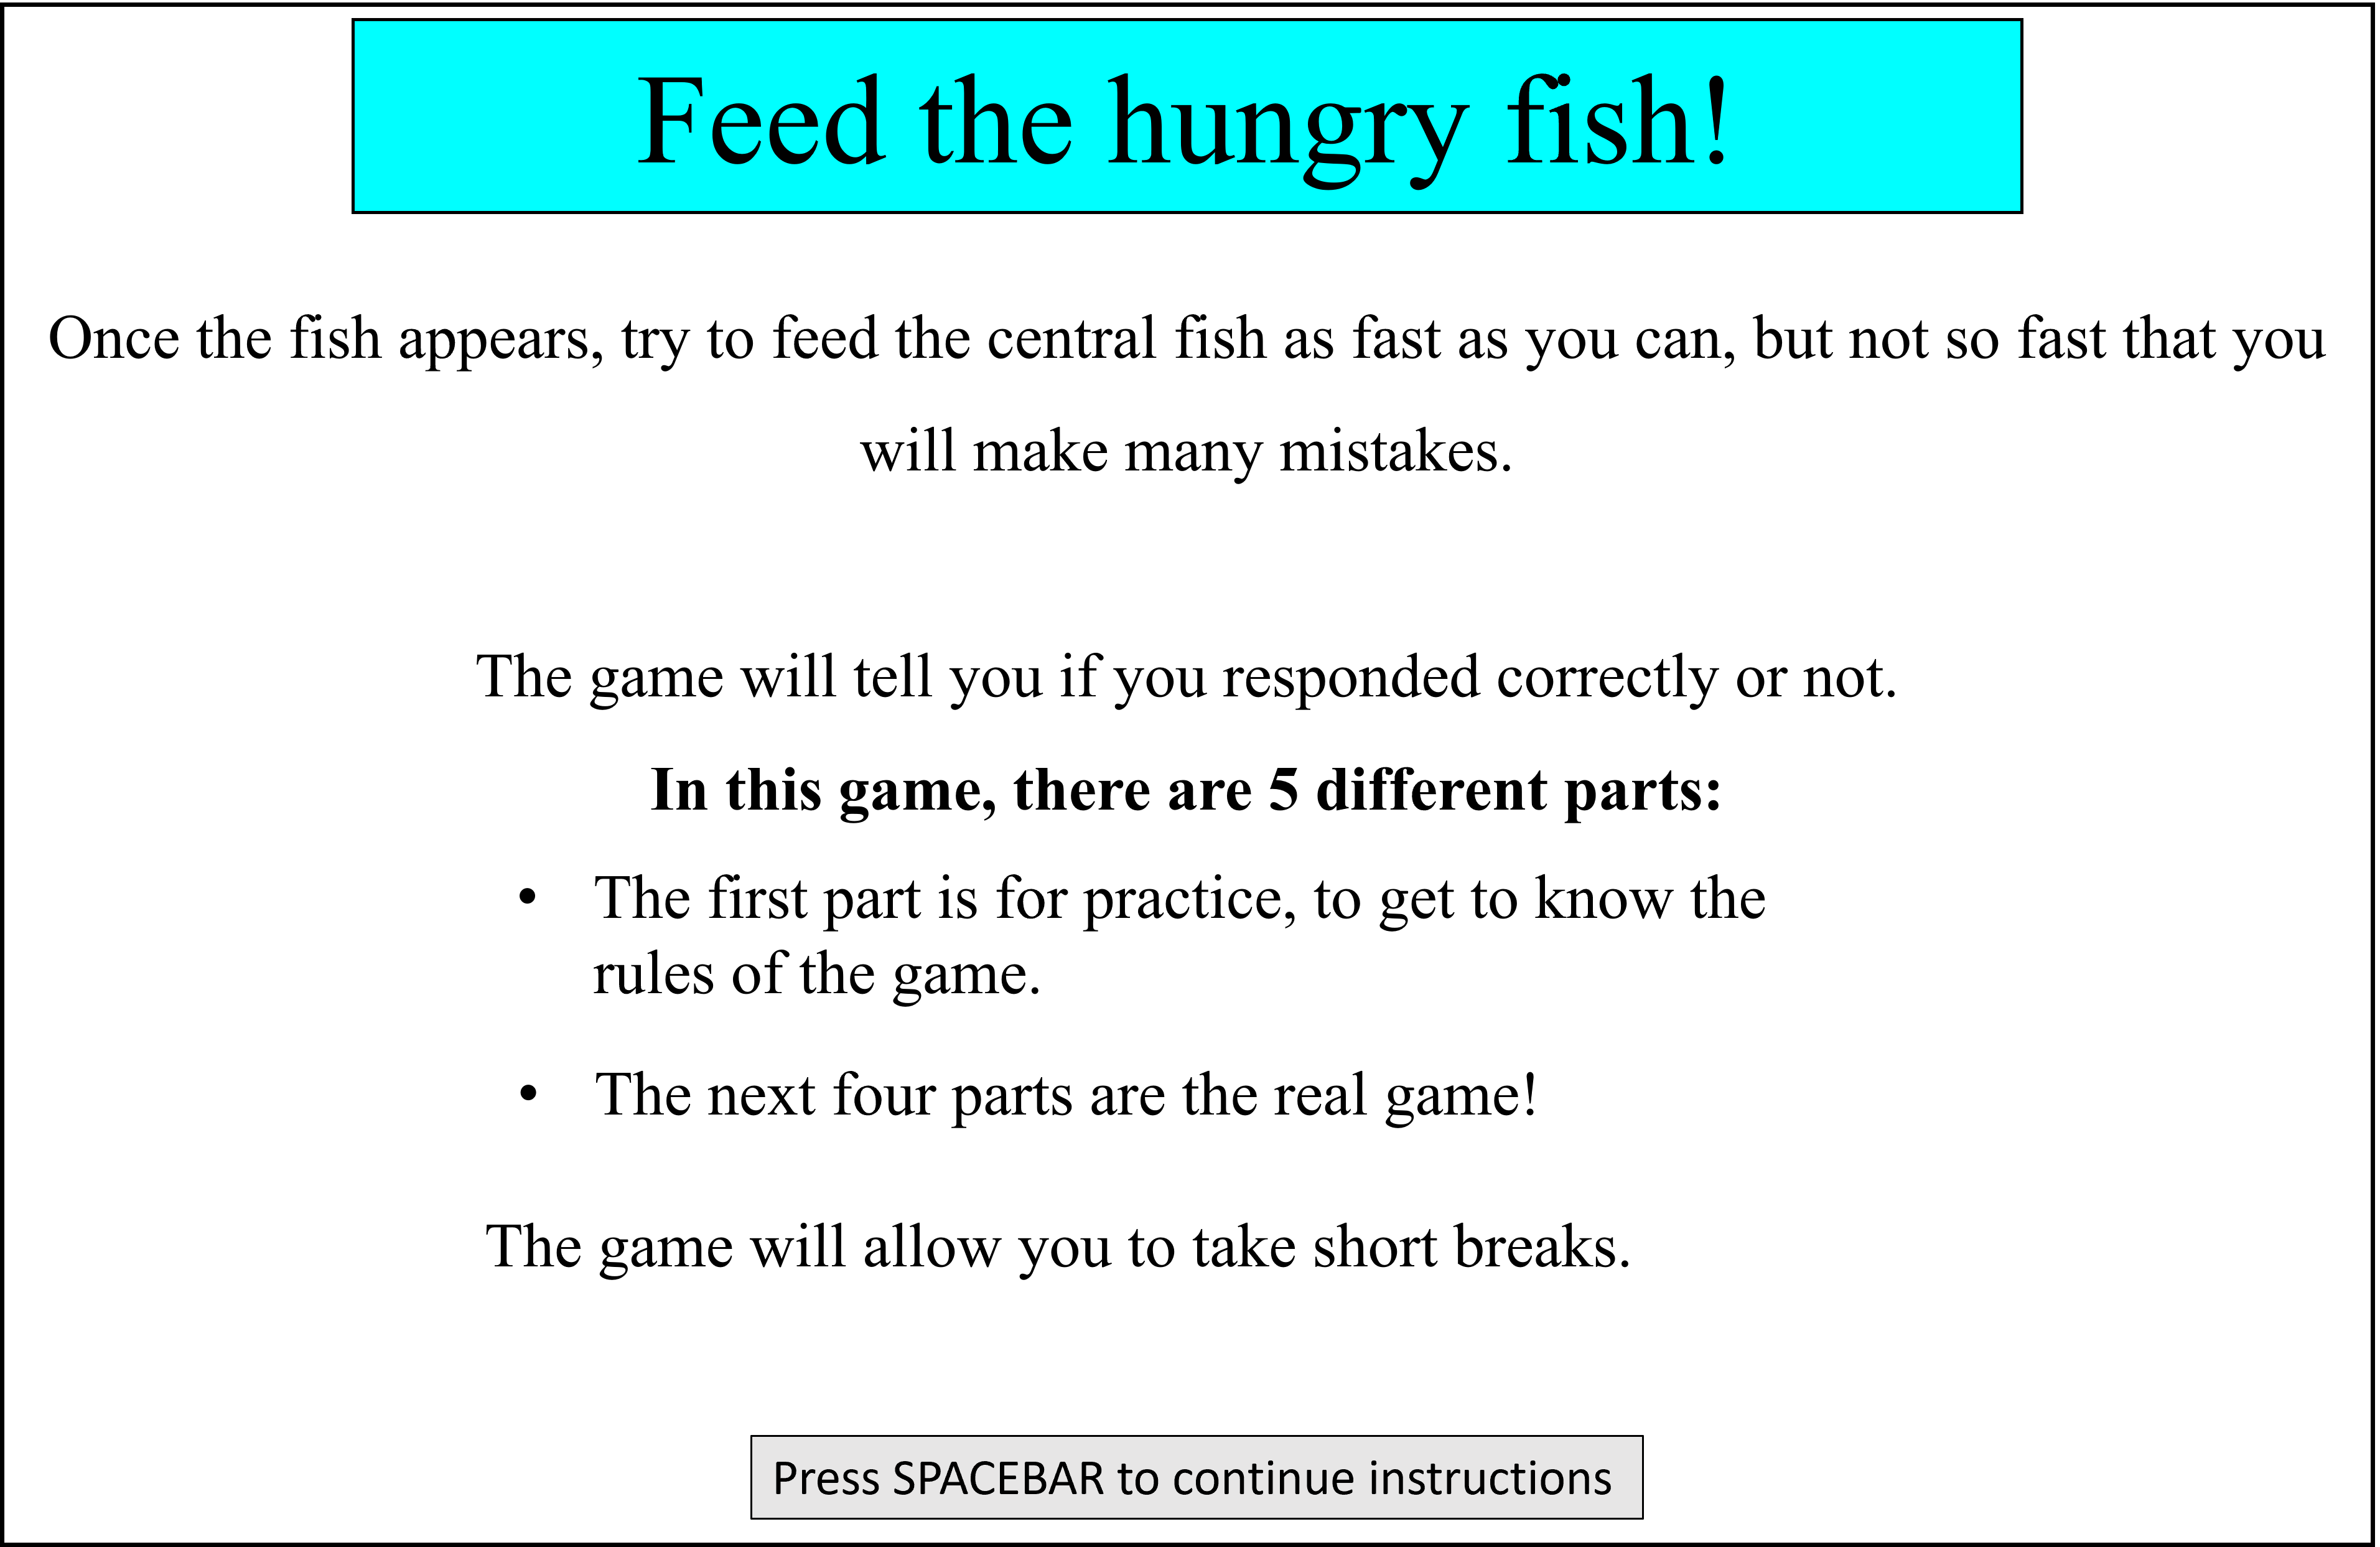 Feed the hungry fish!
Once the fish appears, try to feed the central fish as fast as you can, but not so fast that you
will make many mistakes.
The game will tell you if you responded correctly or not.
In this game, there are 5 different parts:
• The first part is for practice, to get to know the
rules of the game.
• The next four parts are the real game!
The game will allow you to take short breaks.
Press SPACEBAR to continue instructions